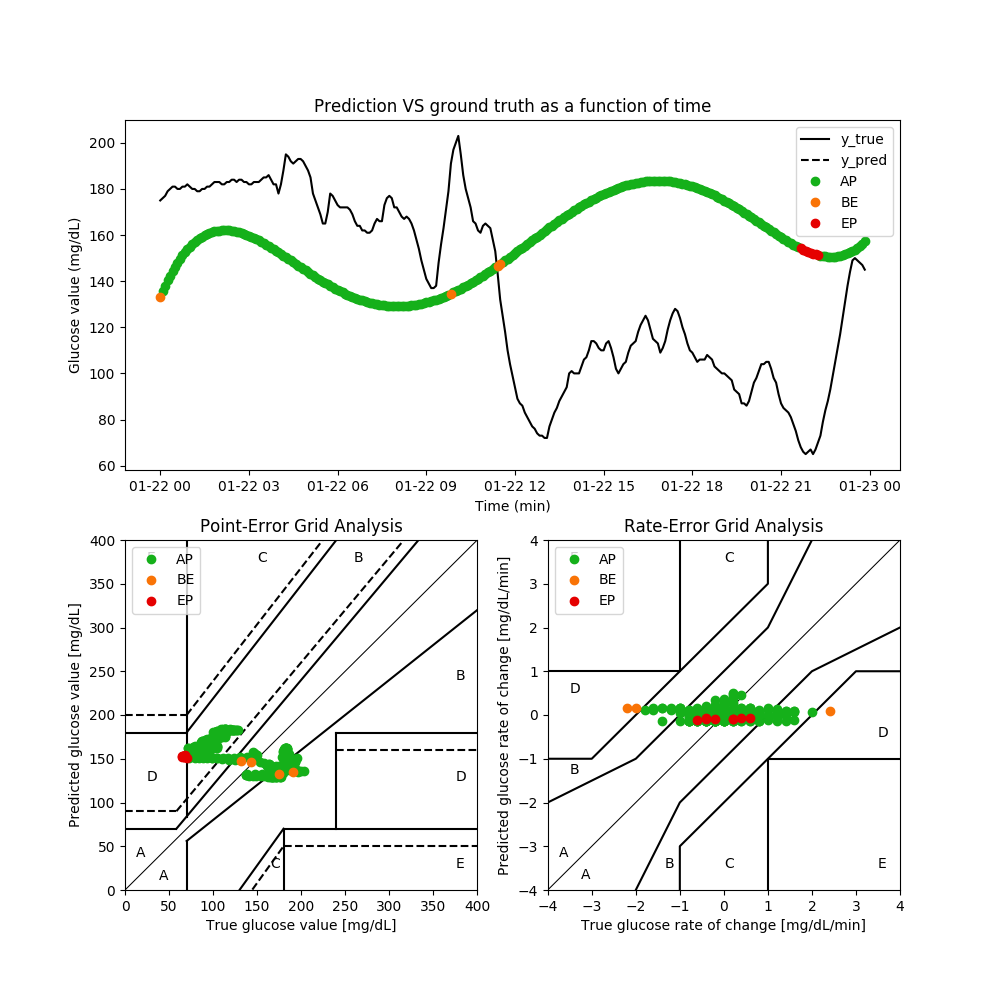 Prediction VS ground truth as a function of time
Glucose value (mg/dL)
200
180
160
140
120
100
80
60
y_true
y_pred
AP
BE
EP
01-22 00 01-22 03 01-22 06 01-22 09 01-22 12 01-22 15 01-22 18 01-22 21 01-23 00
Time (min)
Point-Error Grid Analysis
Predicted glucose value [mg/dL]
400
350
300
250
200
150
100
50
0
AP
BE
EP
C
B
B
D
D
A
A
C
E
0 50 100 150 200 250 300 350 400
True glucose value [mg/dL]
Rate-Error Grid Analysis
Predicted glucose rate of change [mg/dL/min]
4
3
2
1
0
−1
−2
−3
−4
AP
BE
EP
C
D
D
B
A
A
B
C
E
−4 −3 −2 −1 0 1 2 3 4
True glucose rate of change [mg/dL/min]